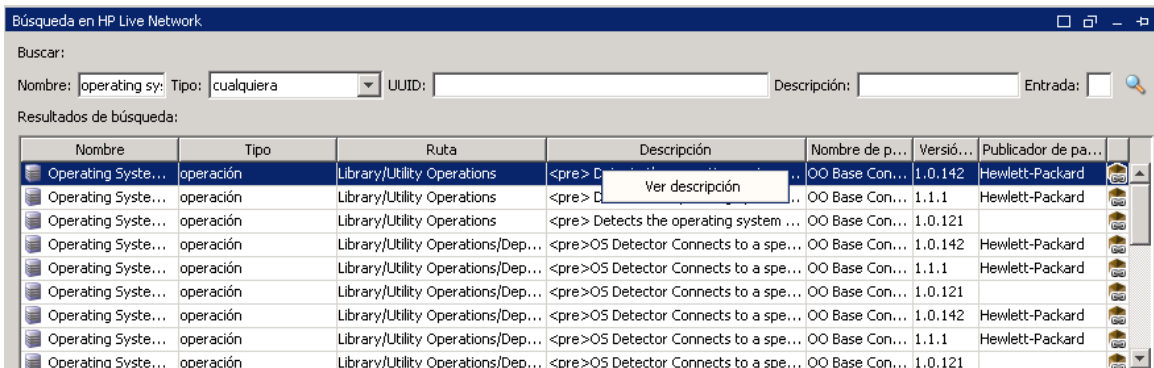 Búsqueda en HP Live Network
Buscar:
Nombre: operating sy Tipo: cualquiera UUID: Descripción: Entrada:
Resultados de búsqueda:
Nombre Tipo Ruta Descripción Nombre de p... Versió... Publicador de pa...
Operating Syste... operación Library/Utility Operations <pre> OO Base Con... 1.0.142 Hewlett-Packard
Ver descripción
Operating Syste... operación Library/Utility Operations <pre> D OO Base Con... 1.1.1 Hewlett-Packard
Operating Syste... operación Library/Utility Operations <pre> Detects the operating system ... OO Base Con... 1.0.121
Operating Syste... operación Library/Utility Operations/Dep... <pre>OS Detector Connects to a spe... OO Base Con... 1.0.142 Hewlett-Packard
Operating Syste... operación Library/Utility Operations/Dep... <pre>OS Detector Connects to a spe... OO Base Con... 1.1.1 Hewlett-Packard
Operating Syste... operación Library/Utility Operations/Dep... <pre>OS Detector Connects to a spe... OO Base Con... 1.0.121
Operating Syste... operación Library/Utility Operations/Dep... <pre>OS Detector Connects to a spe... OO Base Con... 1.0.142 Hewlett-Packard
Operating Syste... operación Library/Utility Operations/Dep... <pre>OS Detector Connects to a spe... OO Base Con... 1.1.1 Hewlett-Packard
Operating Syste... operación Library/Utility Operations/Dep... <pre>OS Detector Connects to a spe... OO Base Con... 1.0.121